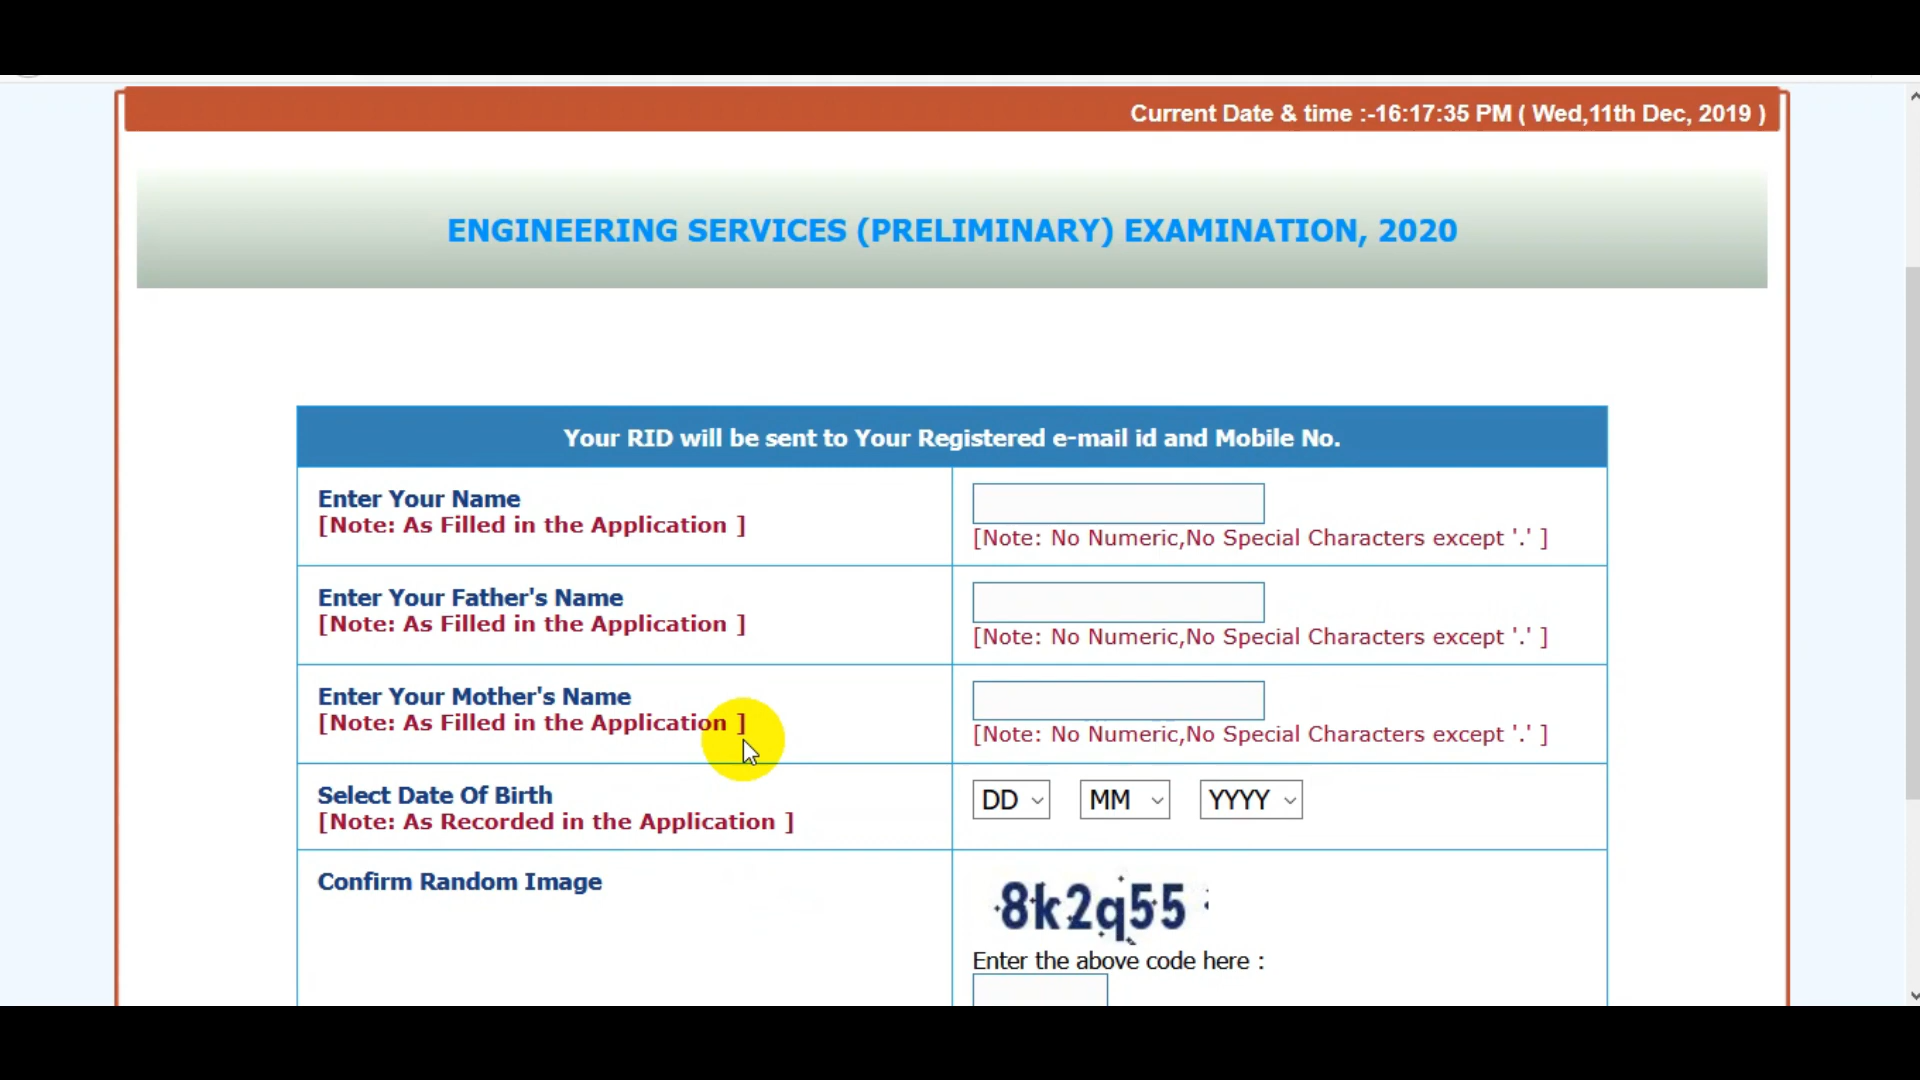 Current Date & time :-16:17:35 PM ( Wed,11th Dec, 2019 )
ENGINEERING SERVICES (PRELIMINARY) EXAMINATION, 2020
Your RID will be sent to Your Registered e-mail id and Mobile No.
Enter Your Name
[Note: As Filled in the Application ]
[Note: No Numeric,No Special Characters except '.' ]
Enter Your Father's Name
[Note: As Filled in the Application ]
[Note: No Numeric,No Special Characters except '.' ]
Enter Your Mother's Name
[Note: As Filled in the Application ]
[Note: No Numeric,No Special Characters except '.' ]
Select Date Of Birth
[Note: As Recorded in the Application ]
DD MM YYYY
Confirm Random Image
8k2q55
Enter the above code here :